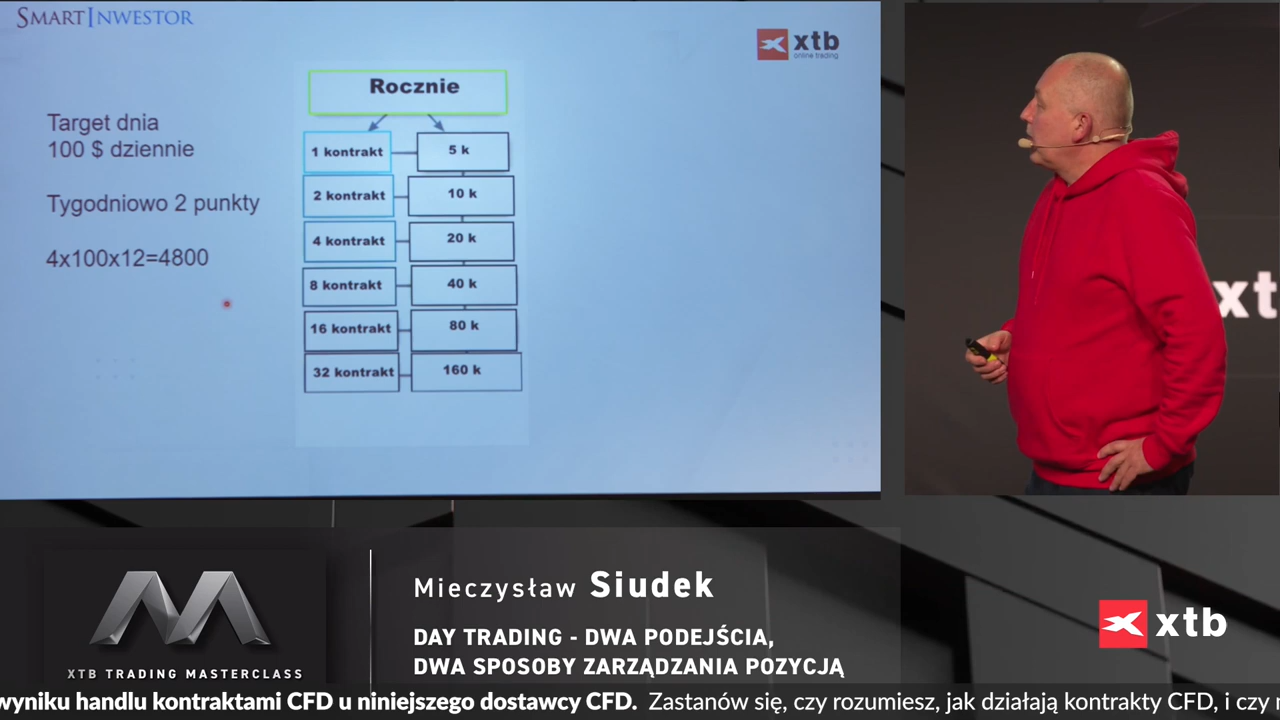 SMARTINWESTOR
xtb
online trading
Rocznie
Target dnia
100 $ dziennie
Tygodniowo 2 punkty
4x100x12=4800
1 kontrakt
5 k
2 kontrakt
10 k
4 kontrakt
20 k
8 kontrakt
40 k
16 kontrakt
80 k
32 kontrakt
160 k
xt
Mieczysław Siudek
DAY TRADING - DWA PODEJŚCIA,
DWA SPOSOBY ZARZĄDZANIA POZYCJĄ
XTB TRADING MASTERCLASS
xtb
wyniku handlu kontraktami CFD u niniejszego dostawcy CFD. Zastanów się, czy rozumiesz, jak działają kontrakty CFD, i czy